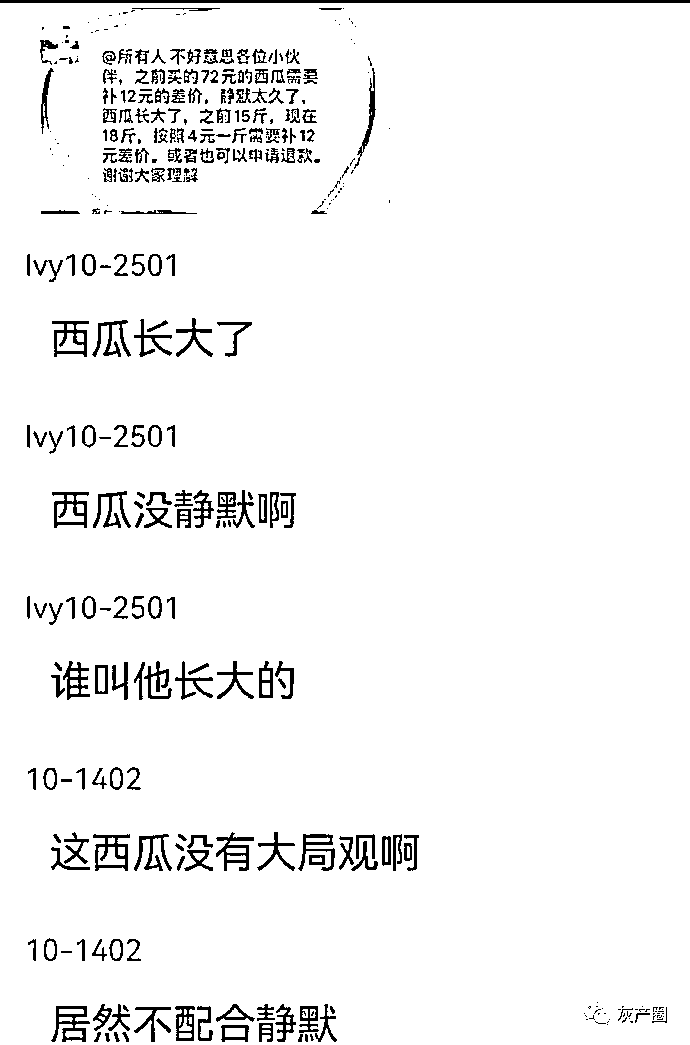 @所有人 不好意思各位小伙
伴，之前买的72元的西瓜需要
补12元的差价，静默太久了，
西瓜长大了，之前15斤，现在
18斤，按照4元一斤需要补12
元差价。或者也可以申请退款。
谢谢大家理解
Ivy10-2501
西瓜长大了
Ivy10-2501
西瓜没静默啊
Ivy10-2501
谁叫他长大的
10-1402
这西瓜没有大局观啊
10-1402
居然不配合静默
灰产圈